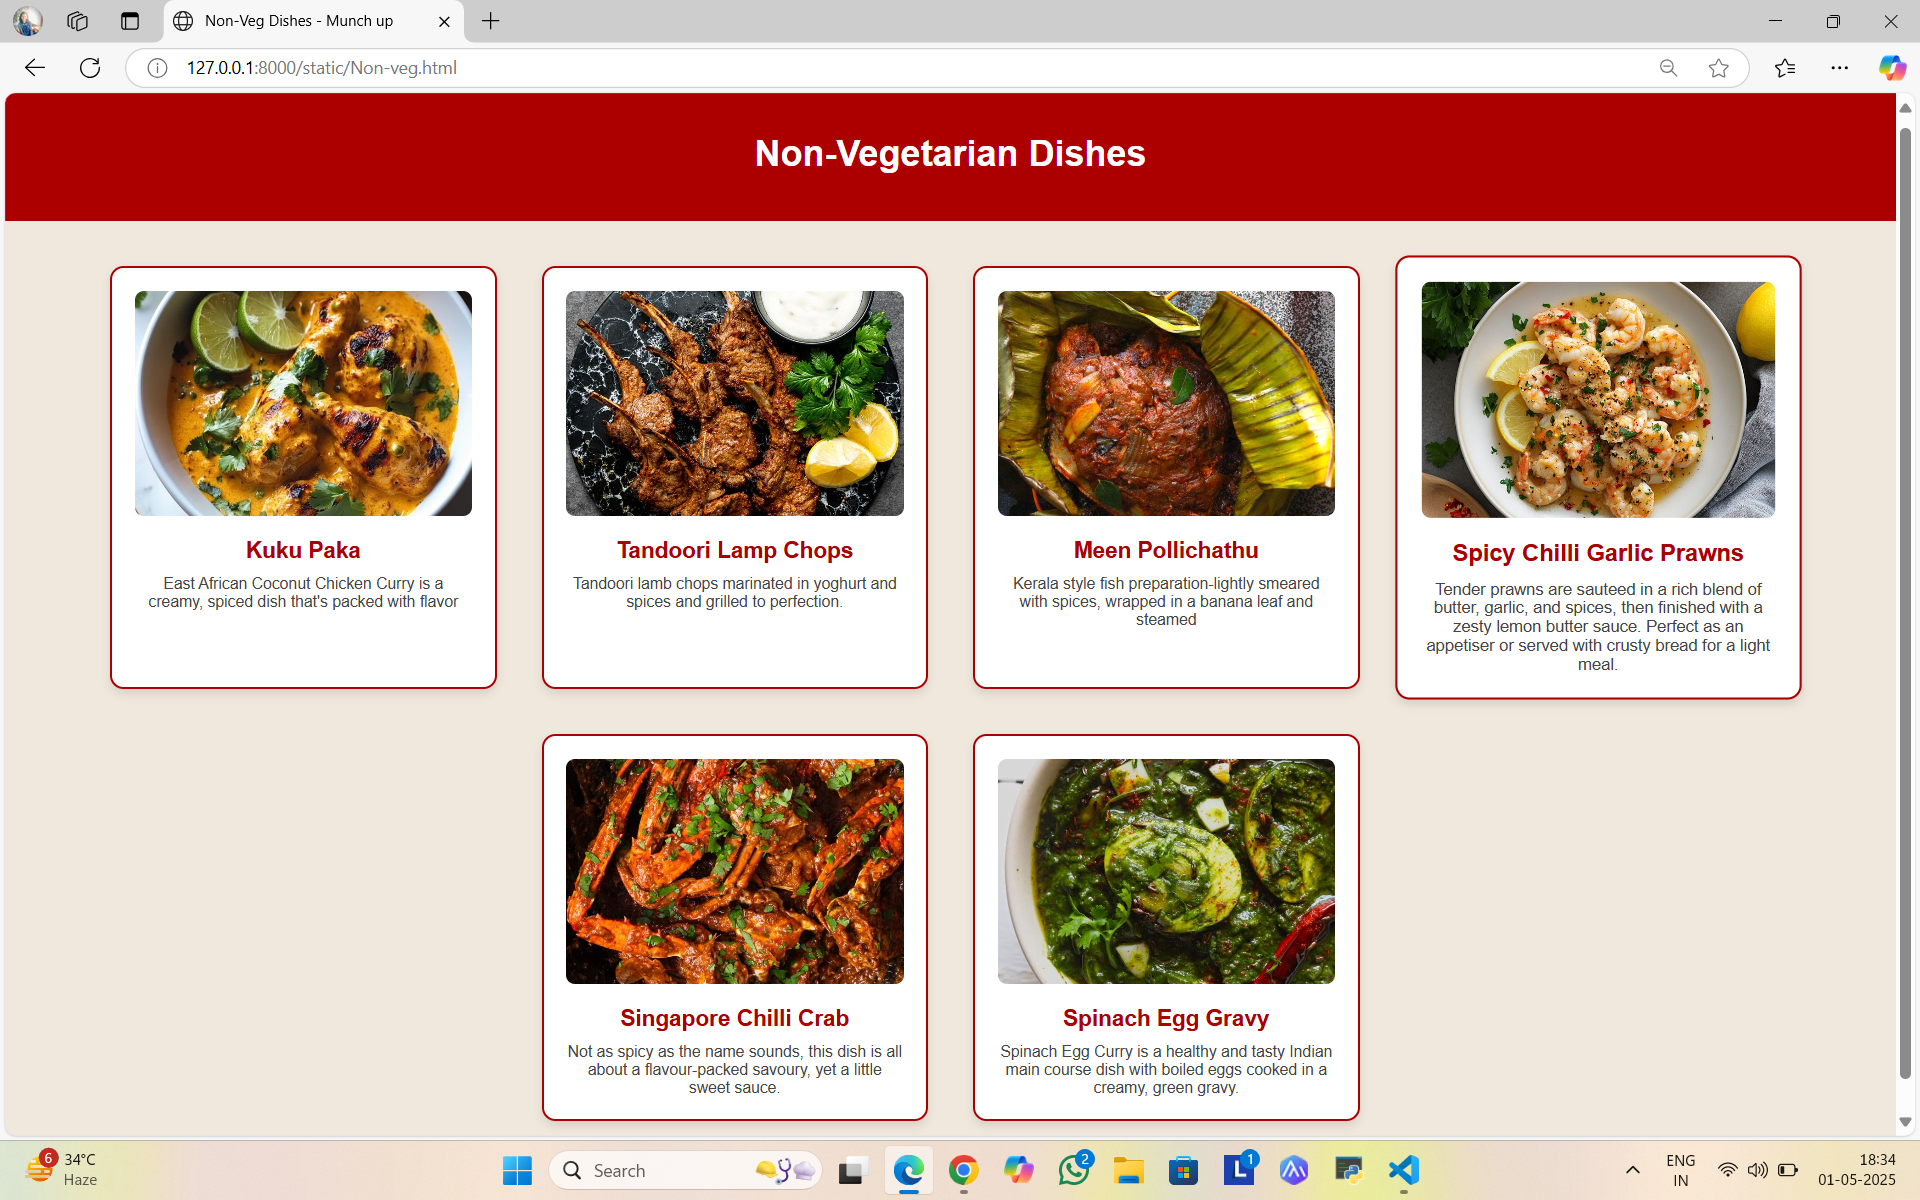 Non-Veg Dishes - Munch up
127.0.0.1:8000/static/Non-veg.html
Non-Vegetarian Dishes
Kuku Paka
East African Coconut Chicken Curry is a
creamy, spiced dish that's packed with flavor
Tandoori Lamp Chops
Tandoori lamb chops marinated in yoghurt and
spices and grilled to perfection.
Meen Pollichathu
Kerala style fish preparation-lightly smeared
with spices, wrapped in a banana leaf and
steamed
Spicy Chilli Garlic Prawns
Tender prawns are sauteed in a rich blend of
butter, garlic, and spices, then finished with a
zesty lemon butter sauce. Perfect as an
appetiser or served with crusty bread for a light
meal.
Singapore Chilli Crab
Not as spicy as the name sounds, this dish is all
about a flavour-packed savoury, yet a little
sweet sauce.
Spinach Egg Gravy
Spinach Egg Curry is a healthy and tasty Indian
main course dish with boiled eggs cooked in a
creamy, green gravy.
6
34°C
Haze
Search
2
L
1
ENG
IN
18:34
01-05-2025